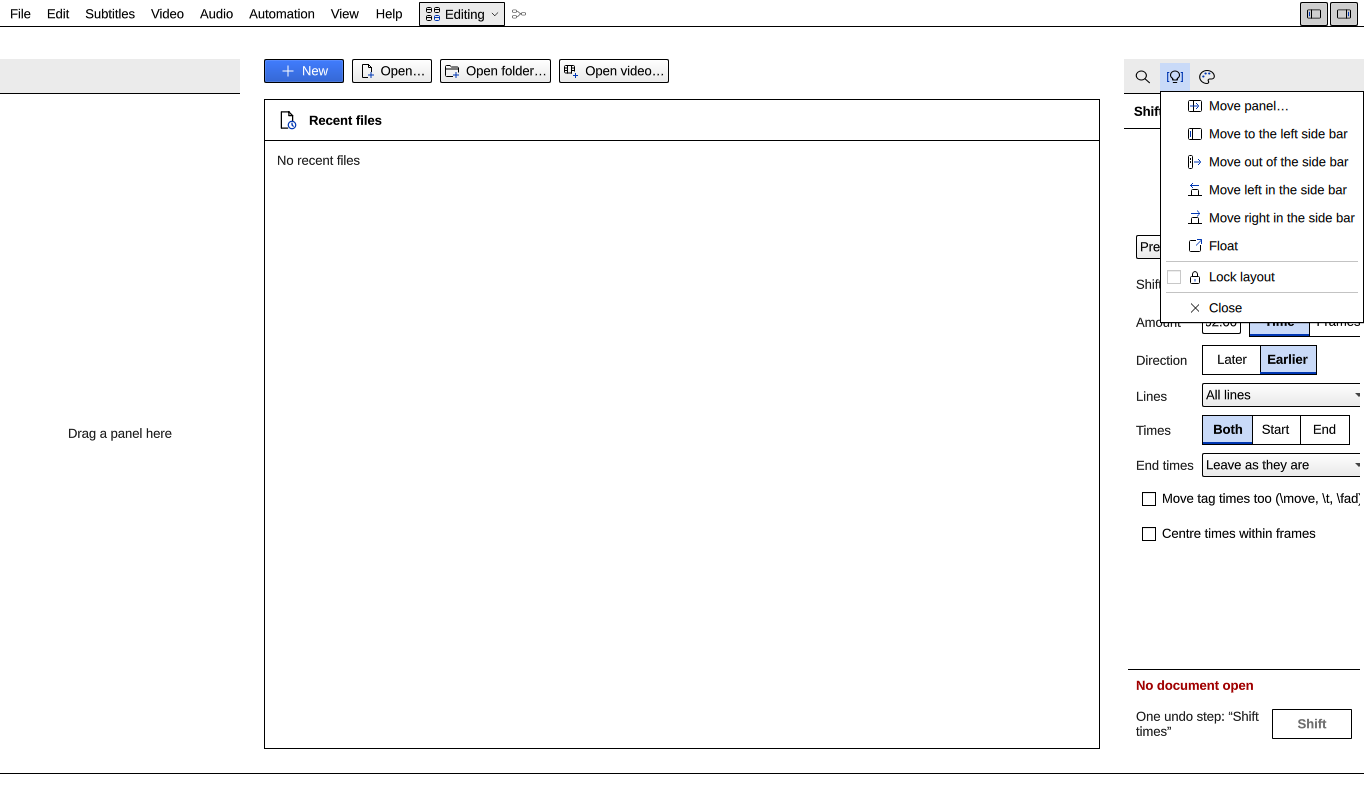 File Edit Subtitles Video Audio Automation View Help Editing
New Open… Open folder… Open video…
Recent files
No recent files
Drag a panel here
Move panel…
Move to the left side bar
Move out of the side bar
Move left in the side bar
Move right in the side bar
Float
Lock layout
Close
Amount Time Frames
Direction Later Earlier
Lines All lines
Times Both Start End
End times Leave as they are
Move tag times too (\move, \t, \fad)
Centre times within frames
No document open
One undo step: “Shift
times”
Shift